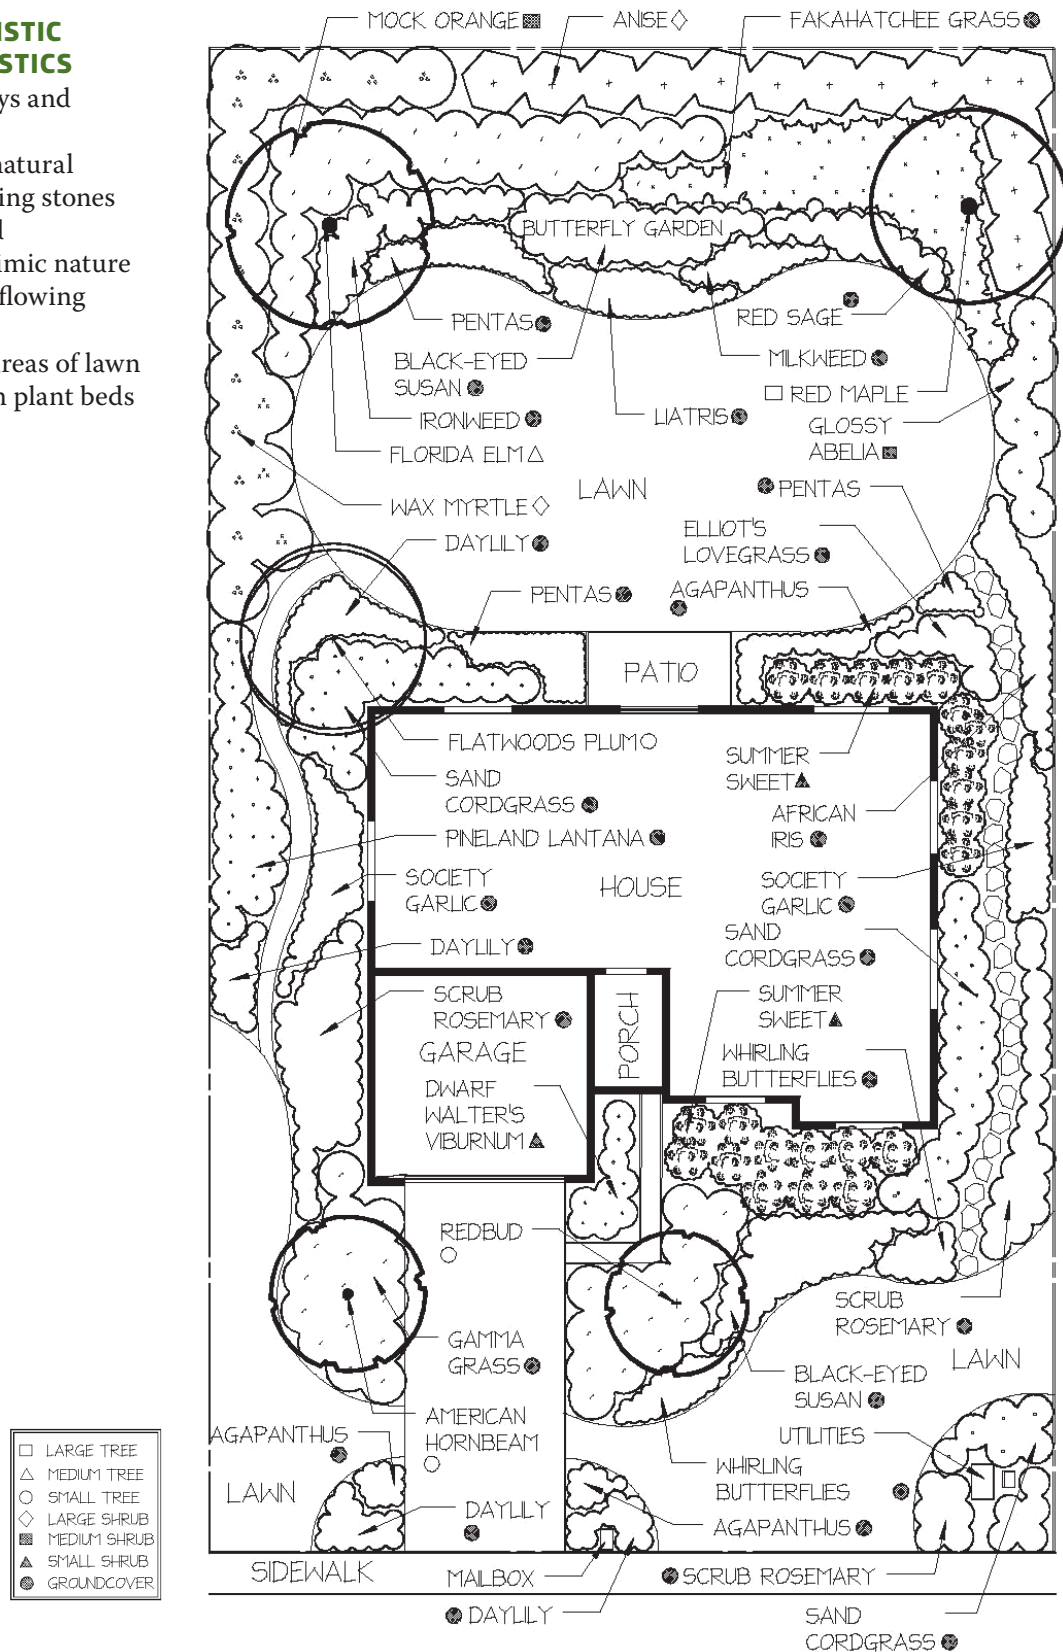 ISTIC
STICS
ys and
natural
ing stones
d
imic nature
flowing
reas of lawn
n plant beds
MOCK ORANGE
ANISE
FAKAHATCHEE GRASS
BUTTERFLY GARDEN
PENTAS
RED SAGE
BLACK-EYED
SUSAN
MILKWEED
RED MAPLE
IRONWEED
LIATRIS
GLOSSY
ABELIA
FLORIDA ELM
LAWN
PENTAS
WAX MYRTLE
DAYLILY
ELLIOT'S
LOVEGRASS
PENTAS
AGAPANTHUS
PATIO
FLATWOODS PLUM
SUMMER
SWEET
SAND
CORDGRASS
AFRICAN
IRIS
PINELAND LANTANA
SOCIETY
GARLIC
HOUSE
SOCIETY
GARLIC
DAYLILY
SAND
CORDGRASS
SCRUB
ROSEMARY
SUMMER
SWEET
PORCH
GARAGE
WHIRLING
BUTTERFLIES
DWARF
WALTER'S
VIBURNUM
REDBUD
SCRUB
ROSEMARY
GAMMA
GRASS
LAWN
BLACK-EYED
SUSAN
AMERICAN
HORNBEAM
AGAPANTHUS
UTILITIES
LAWN
WHIRLING
BUTTERFLIES
DAYLILY
AGAPANTHUS
LARGE TREE
MEDIUM TREE
SMALL TREE
LARGE SHRUB
MEDIUM SHRUB
SMALL SHRUB
GROUNDCOVER
SIDEWALK
MAILBOX
SCRUB ROSEMARY
DAYLILY
SAND
CORDGRASS